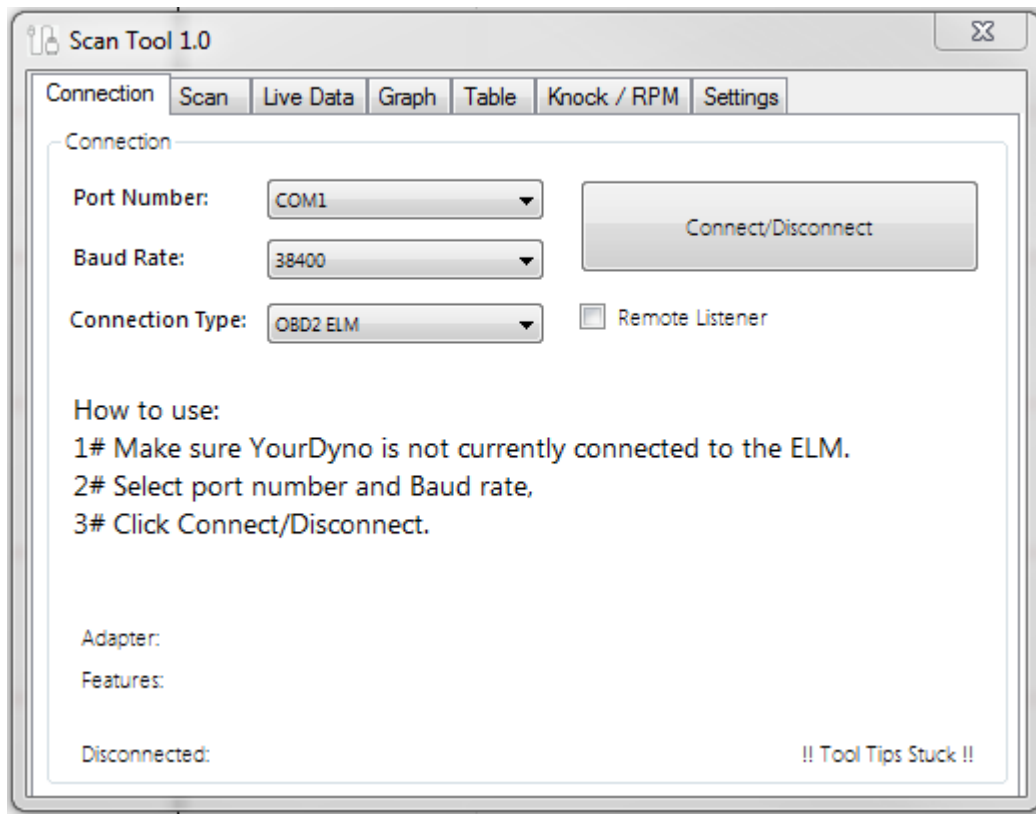 Scan Tool 1.0
Connection Scan Live Data Graph Table Knock / RPM Settings
Connection
Port Number: COM1
Connect/Disconnect
Baud Rate: 38400
Connection Type: OBD2 ELM
Remote Listener
How to use:
1# Make sure YourDyno is not currently connected to the ELM.
2# Select port number and Baud rate,
3# Click Connect/Disconnect.
Adapter:
Features:
Disconnected: !! Tool Tips Stuck !!